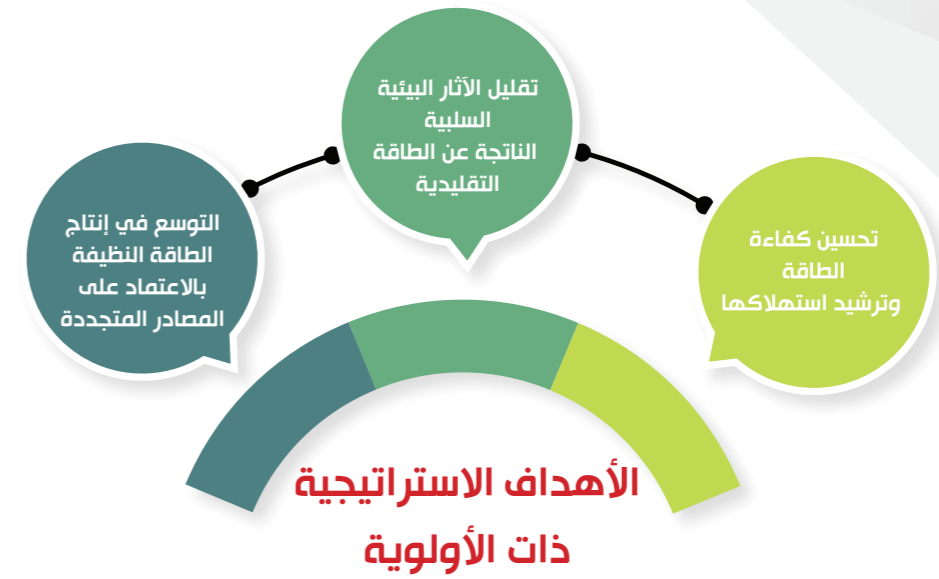 تحسين كفاءة
الطاقة
وترشيد استهلاكها
تقليل الآثار البيئية
السلبية
الناتجة عن الطاقة
التقليدية
التوسع في إنتاج
الطاقة النظيفة
بالاعتماد على
المصادر المتجددة
الأهداف الاستراتيجية
ذات الأولوية